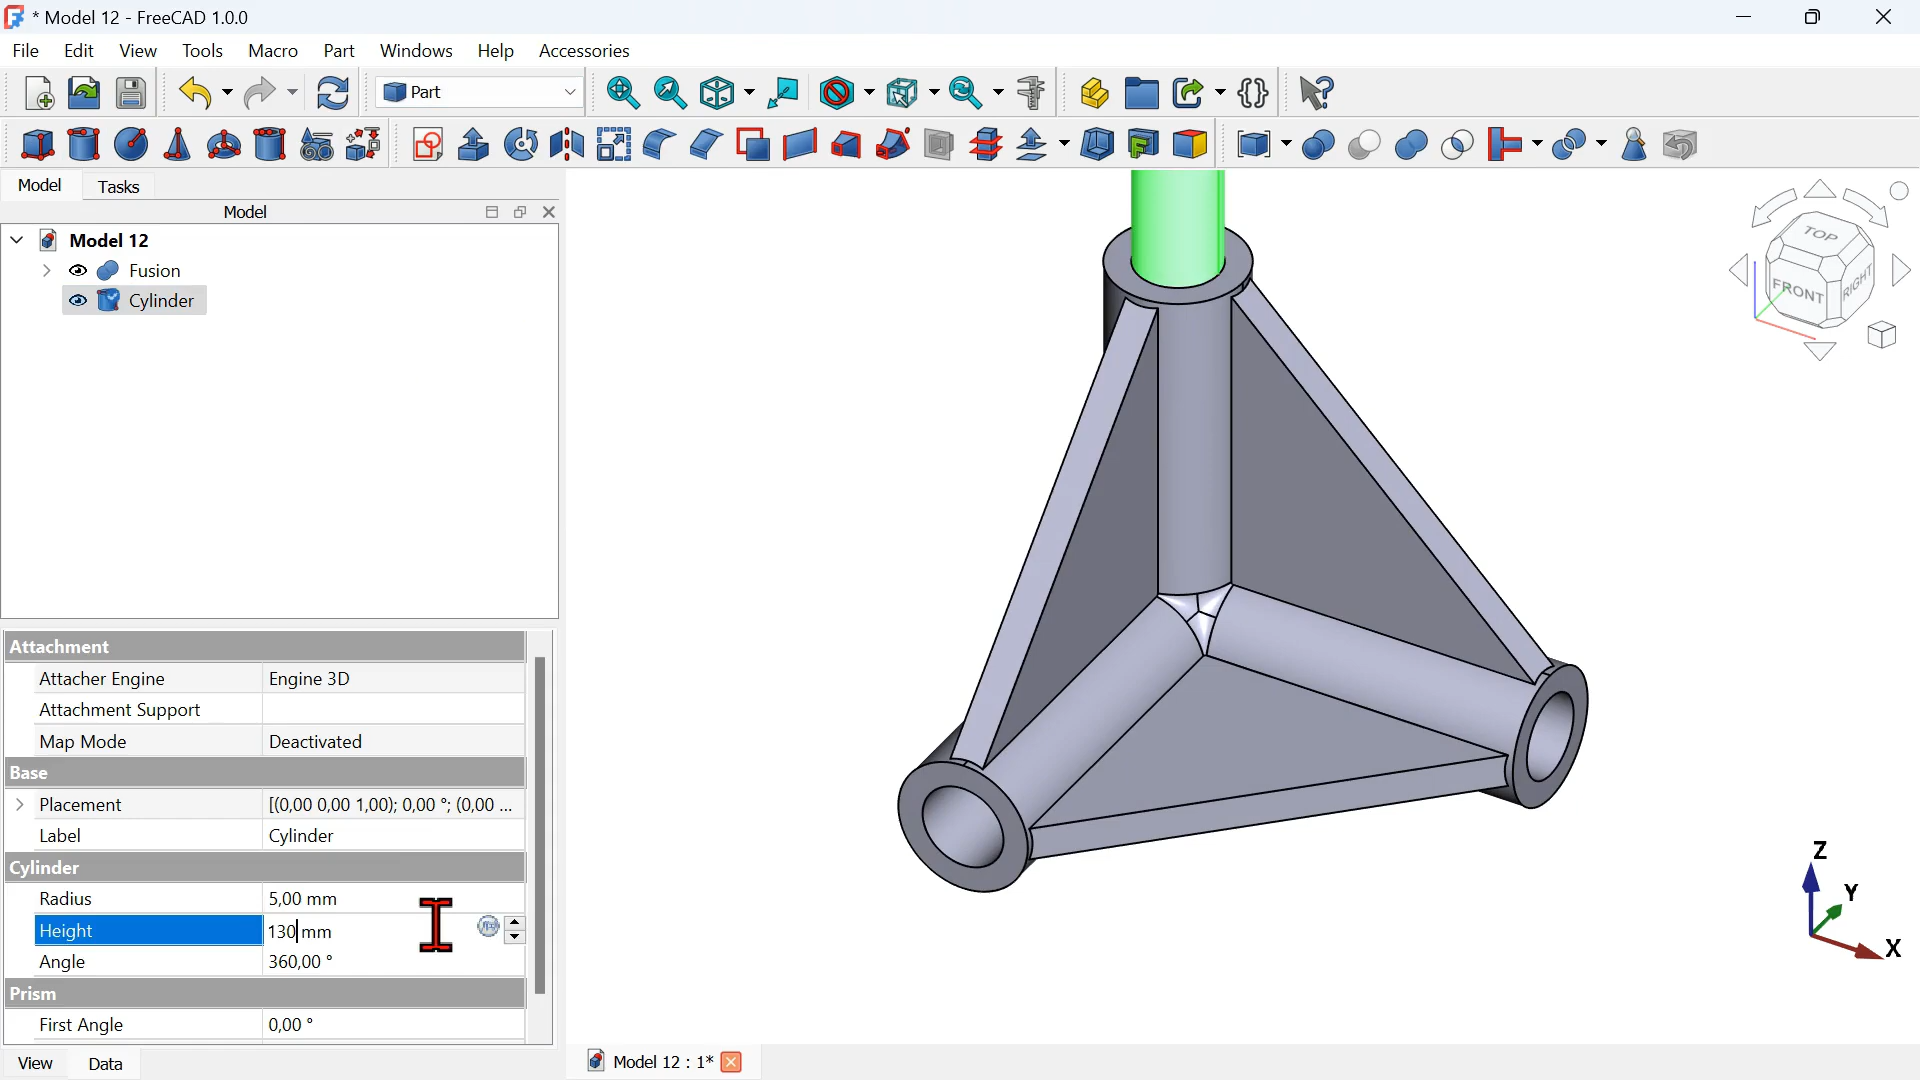 * Model 12 - FreeCAD 1.0.0
File Edit View Tools Macro Part Windows Help Accessories
Part
Model Tasks
Model
Model 12
Fusion
Cylinder
Attachment
Attacher Engine Engine 3D
Attachment Support
Map Mode Deactivated
Base
Placement [(0,00 0,00 1,00); 0,00 °; (0,00 ...
Label Cylinder
Cylinder
Radius 5,00 mm
Height 130 mm
Angle 360,00 °
Prism
First Angle 0,00 °
View Data
Model 12 : 1*
TOP
FRONT
RIGHT
Z
Y
X